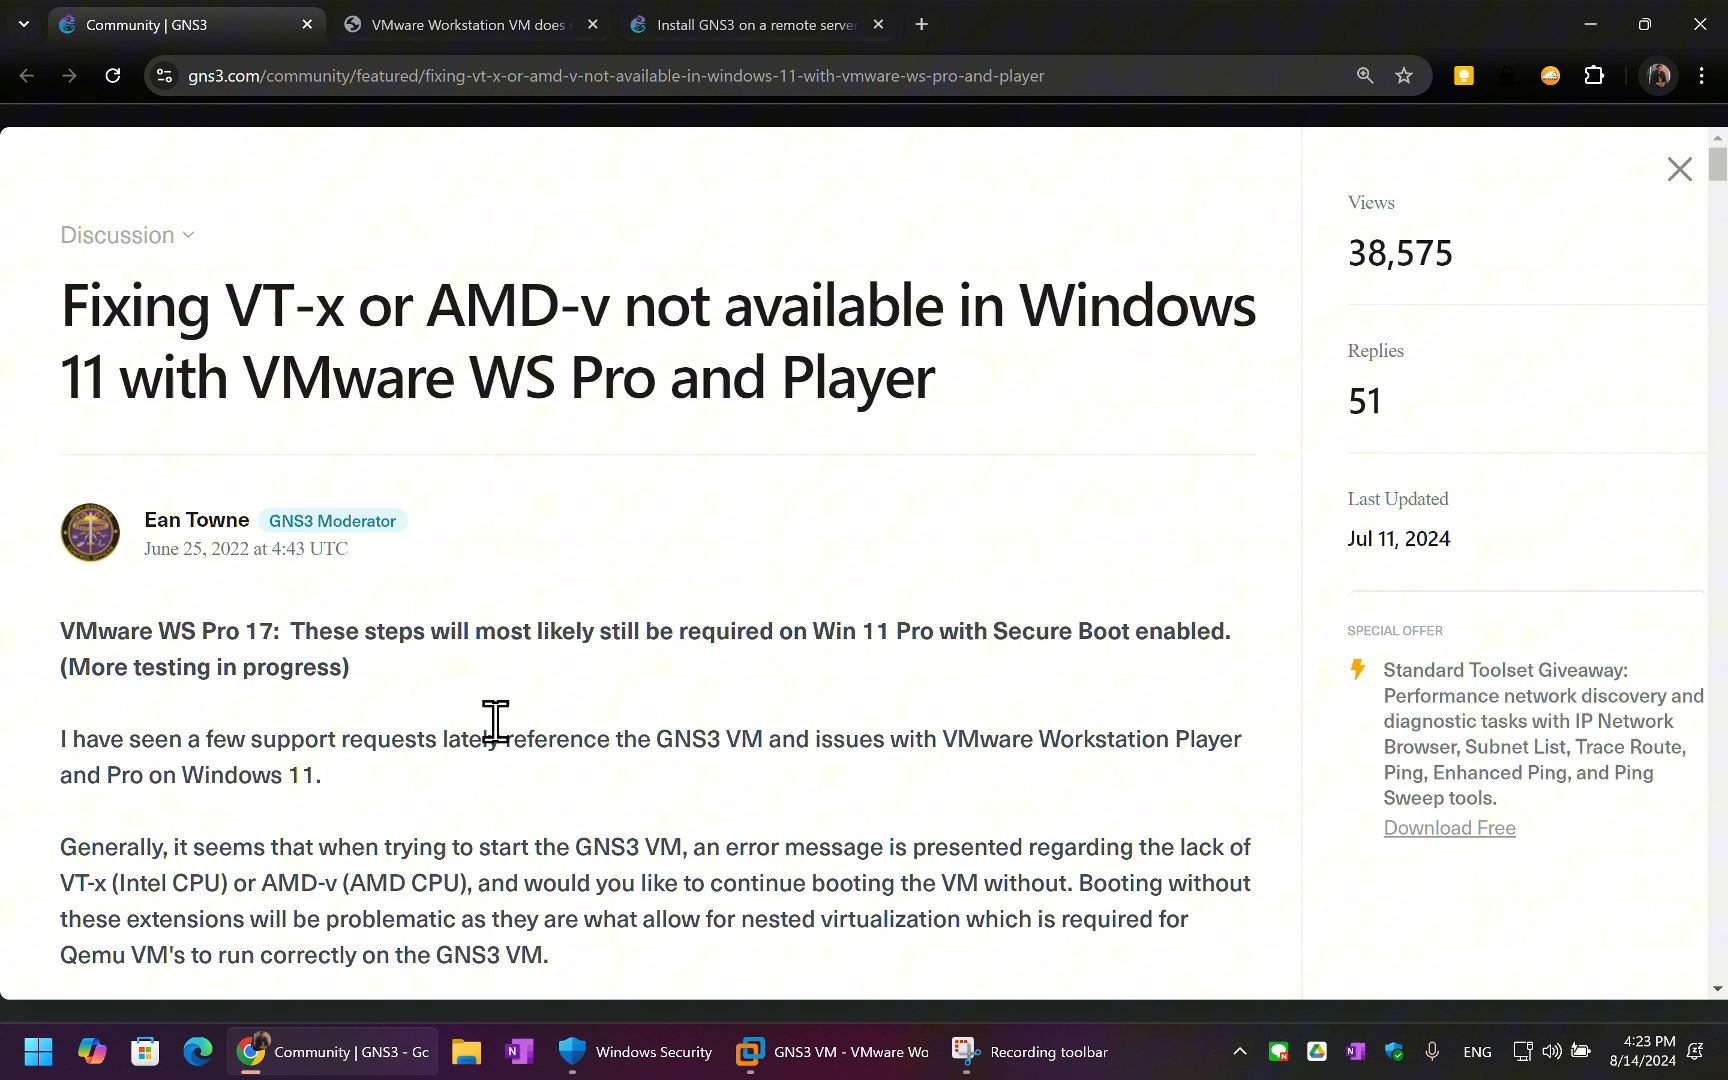 Community | GNS3
VMware Workstation VM does
Install GNS3 on a remote server
gns3.com/community/featured/fixing-vt-x-or-amd-v-not-available-in-windows-11-with-vmware-ws-pro-and-player
Discussion
Fixing VT-x or AMD-v not available in Windows
11 with VMware WS Pro and Player
Ean Towne GNS3 Moderator
June 25, 2022 at 4:43 UTC
VMware WS Pro 17: These steps will most likely still be required on Win 11 Pro with Secure Boot enabled.
(More testing in progress)
I have seen a few support requests lately reference the GNS3 VM and issues with VMware Workstation Player
and Pro on Windows 11.
Generally, it seems that when trying to start the GNS3 VM, an error message is presented regarding the lack of
VT-x (Intel CPU) or AMD-v (AMD CPU), and would you like to continue booting the VM without. Booting without
these extensions will be problematic as they are what allow for nested virtualization which is required for
Qemu VM's to run correctly on the GNS3 VM.
Views
38,575
Replies
51
Last Updated
Jul 11, 2024
SPECIAL OFFER
Standard Toolset Giveaway:
Performance network discovery and
diagnostic tasks with IP Network
Browser, Subnet List, Trace Route,
Ping, Enhanced Ping, and Ping
Sweep tools.
Download Free
Community | GNS3 - Gc
Windows Security
GNS3 VM - VMware Wo
Recording toolbar
ENG
4:23 PM
8/14/2024